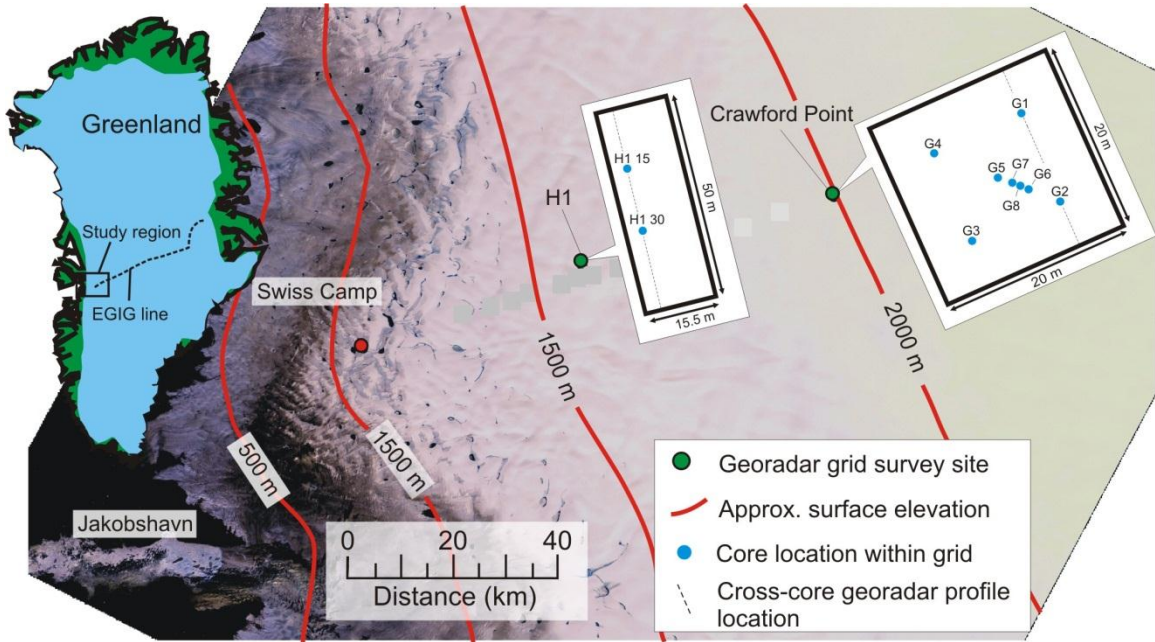 Greenland
Study region
EGIG line
Swiss Camp
Jakobshavn
500 m
1500 m
1500 m
2000 m
H1
H1 15
H1 30
50 m
15.5 m
Crawford Point
G1
G4
G7
G5
G6
G8
G2
G3
20 m
20 m
0 20 40
Distance (km)
Georadar grid survey site
Approx. surface elevation
Core location within grid
Cross-core georadar profile
location